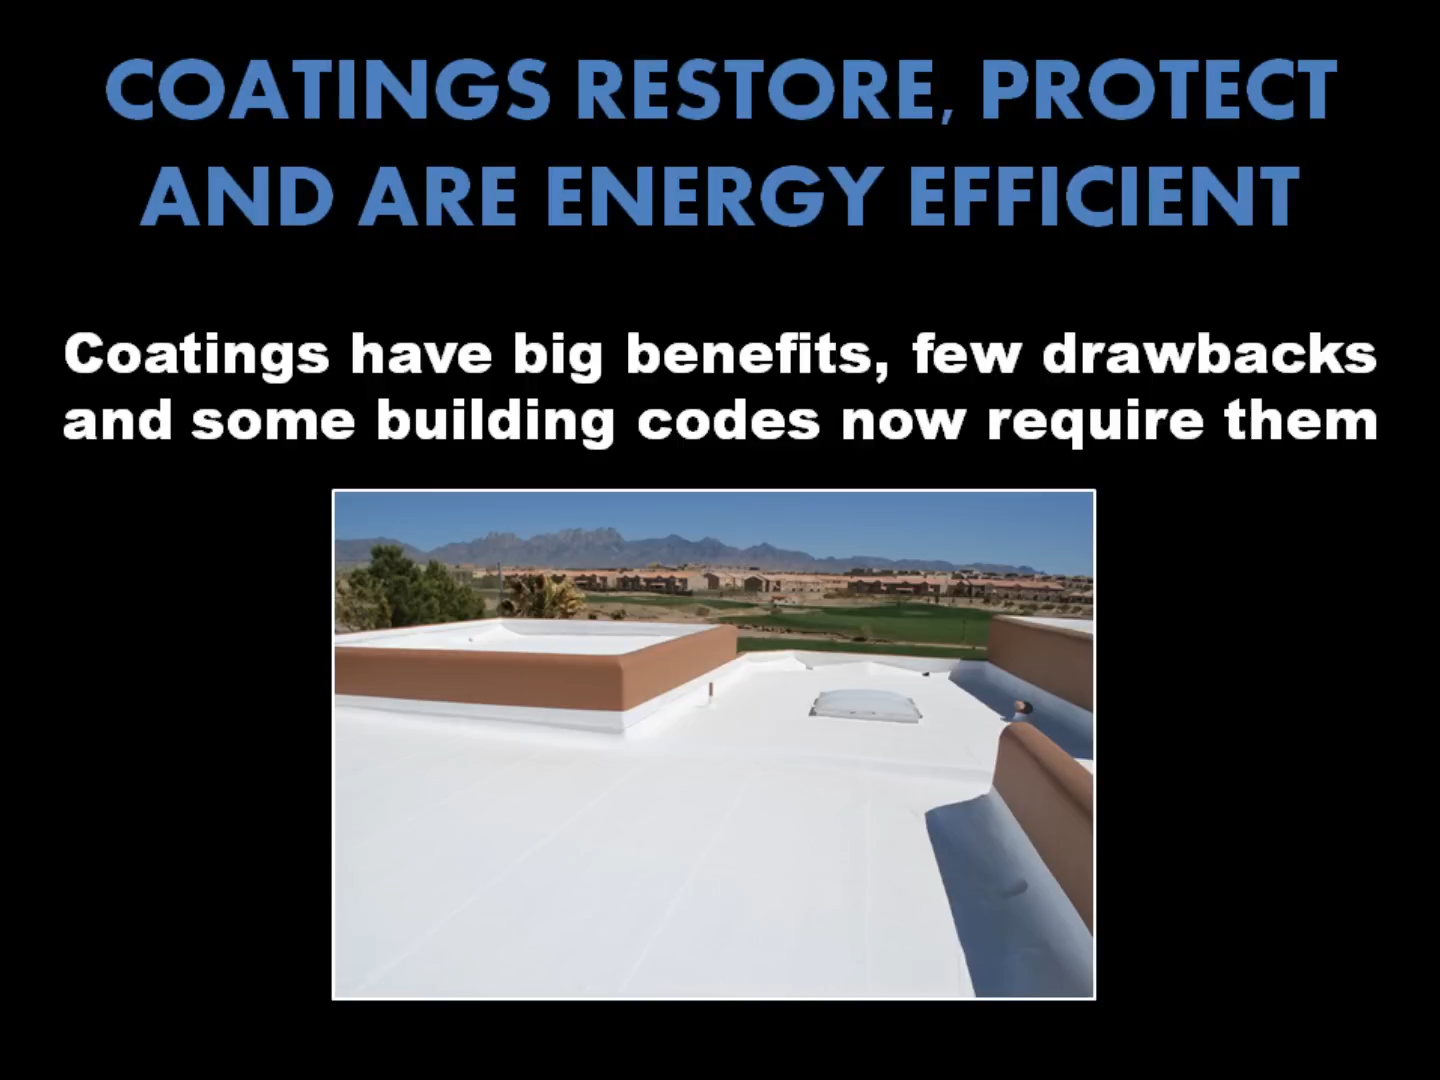 COATINGS RESTORE, PROTECT
AND ARE ENERGY EFFICIENT
Coatings have big benefits, few drawbacks
and some building codes now require them